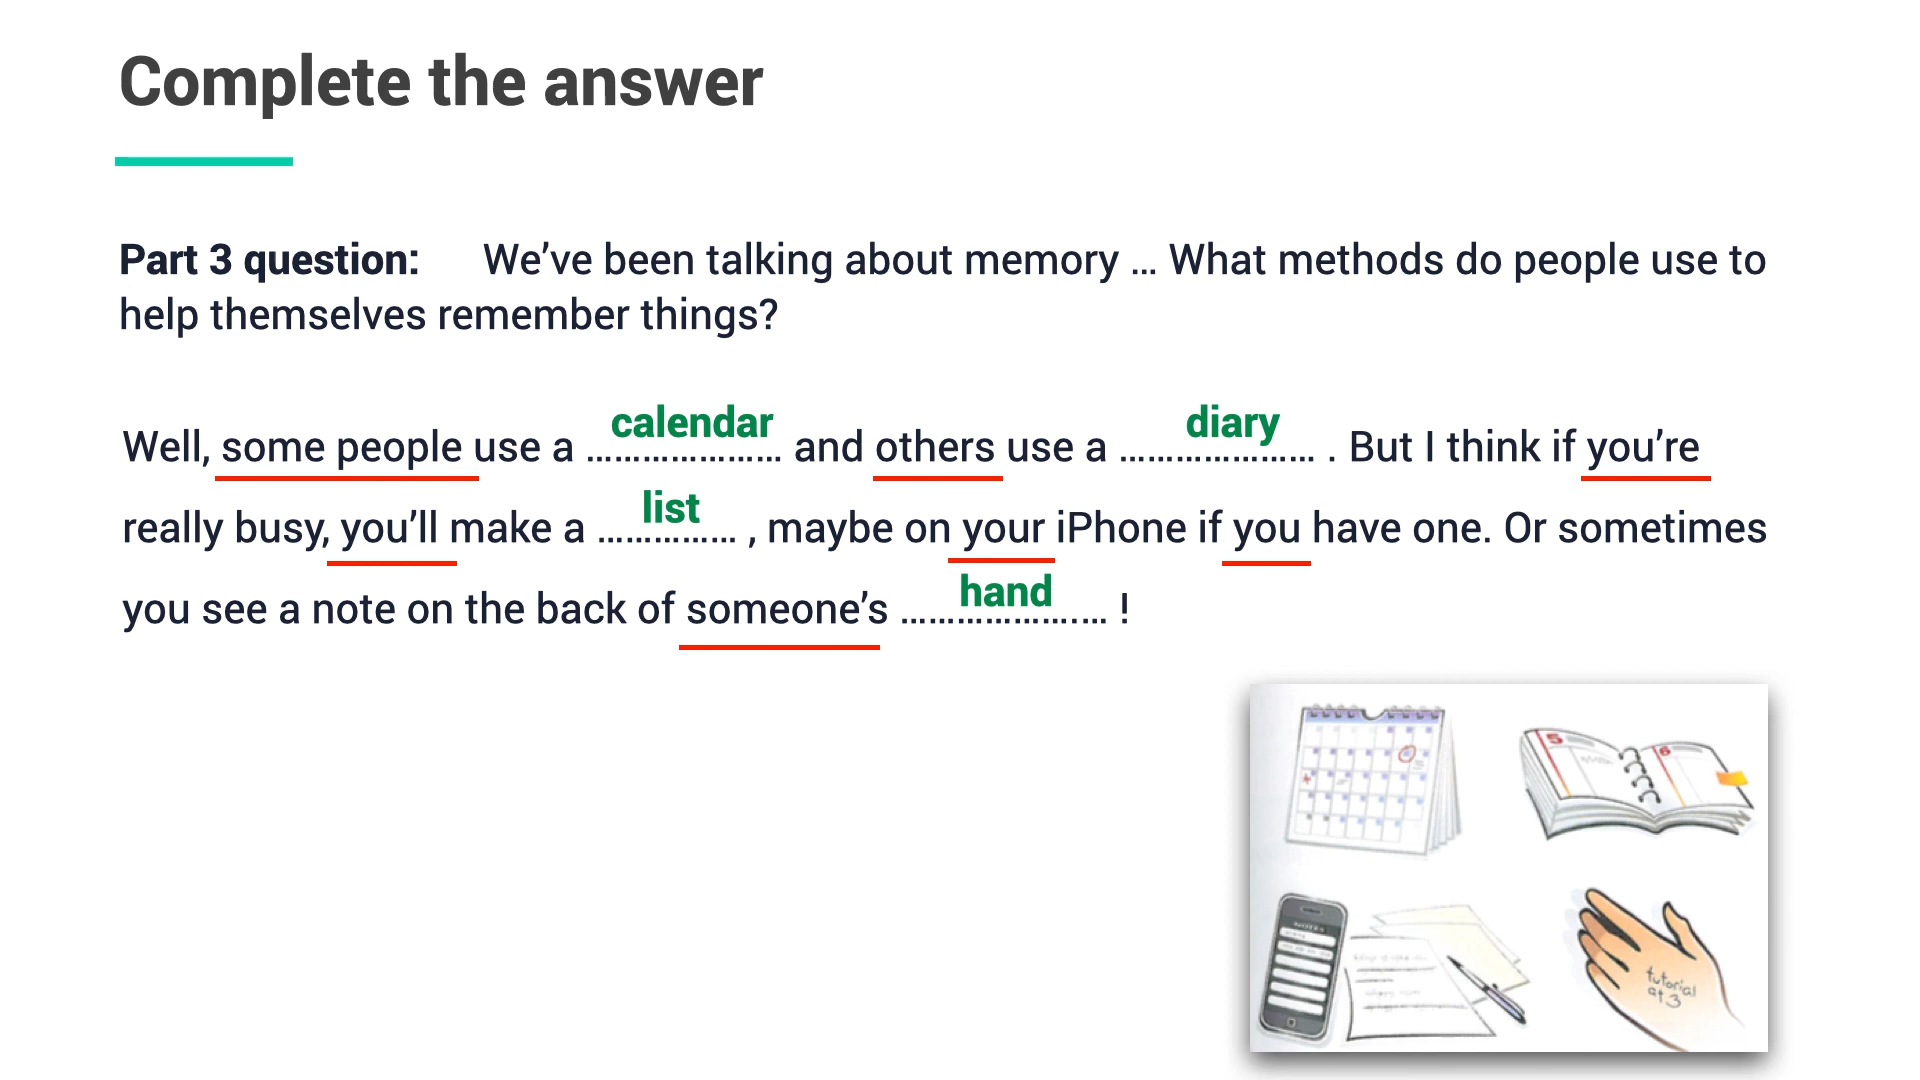 Complete the answer
Part 3 question: We’ve been talking about memory … What methods do people use to
help themselves remember things?
calendar diary
Well, some people use a ………………… and others use a ………………… . But I think if you’re
list
really busy, you’ll make a …………… , maybe on your iPhone if you have one. Or sometimes
hand
you see a note on the back of someone’s ……………….… !
5 6
tutorial
at 3